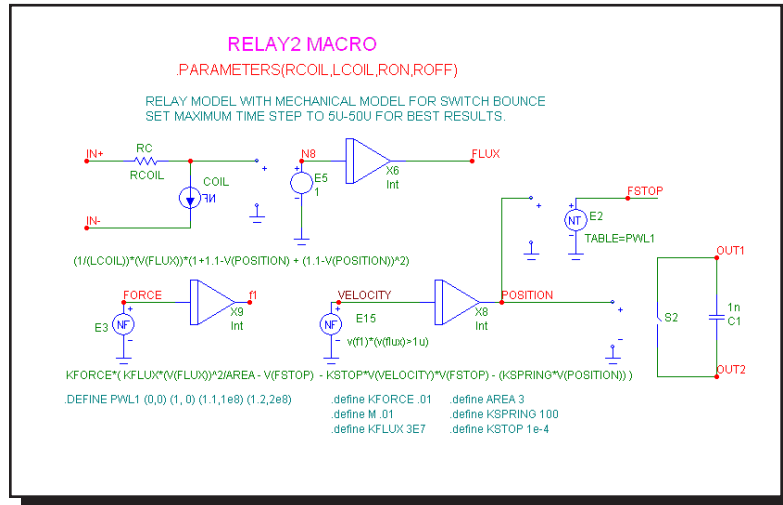 RELAY2 MACRO
.PARAMETERS(RCOIL,LCOIL,RON,ROFF)
RELAY MODEL WITH MECHANICAL MODEL FOR SWITCH BOUNCE
SET MAXIMUM TIME STEP TO 5U-50U FOR BEST RESULTS.
IN+
RC
RCOIL
COIL
NF
IN-
N8
E5
1
X6
Int
FLUX
FSTOP
NT
E2
TABLE=PWL1
(1/(LCOIL))*(V(FLUX))*(1+1.1-V(POSITION) + (1.1-V(POSITION))^2)
FORCE
E3
NF
X9
Int
f1
VELOCITY
NF
E15
v(f1)*(v(flux)>1u)
X8
Int
POSITION
OUT1
S2
1n
C1
OUT2
KFORCE*( KFLUX*(V(FLUX))^2/AREA - V(FSTOP) - KSTOP*V(VELOCITY)*V(FSTOP) - (KSPRING*V(POSITION)) )
.DEFINE PWL1 (0,0) (1, 0) (1.1,1e8) (1.2,2e8)
.define KFORCE .01
.define AREA 3
.define M .01
.define KSPRING 100
.define KFLUX 3E7
.define KSTOP 1e-4